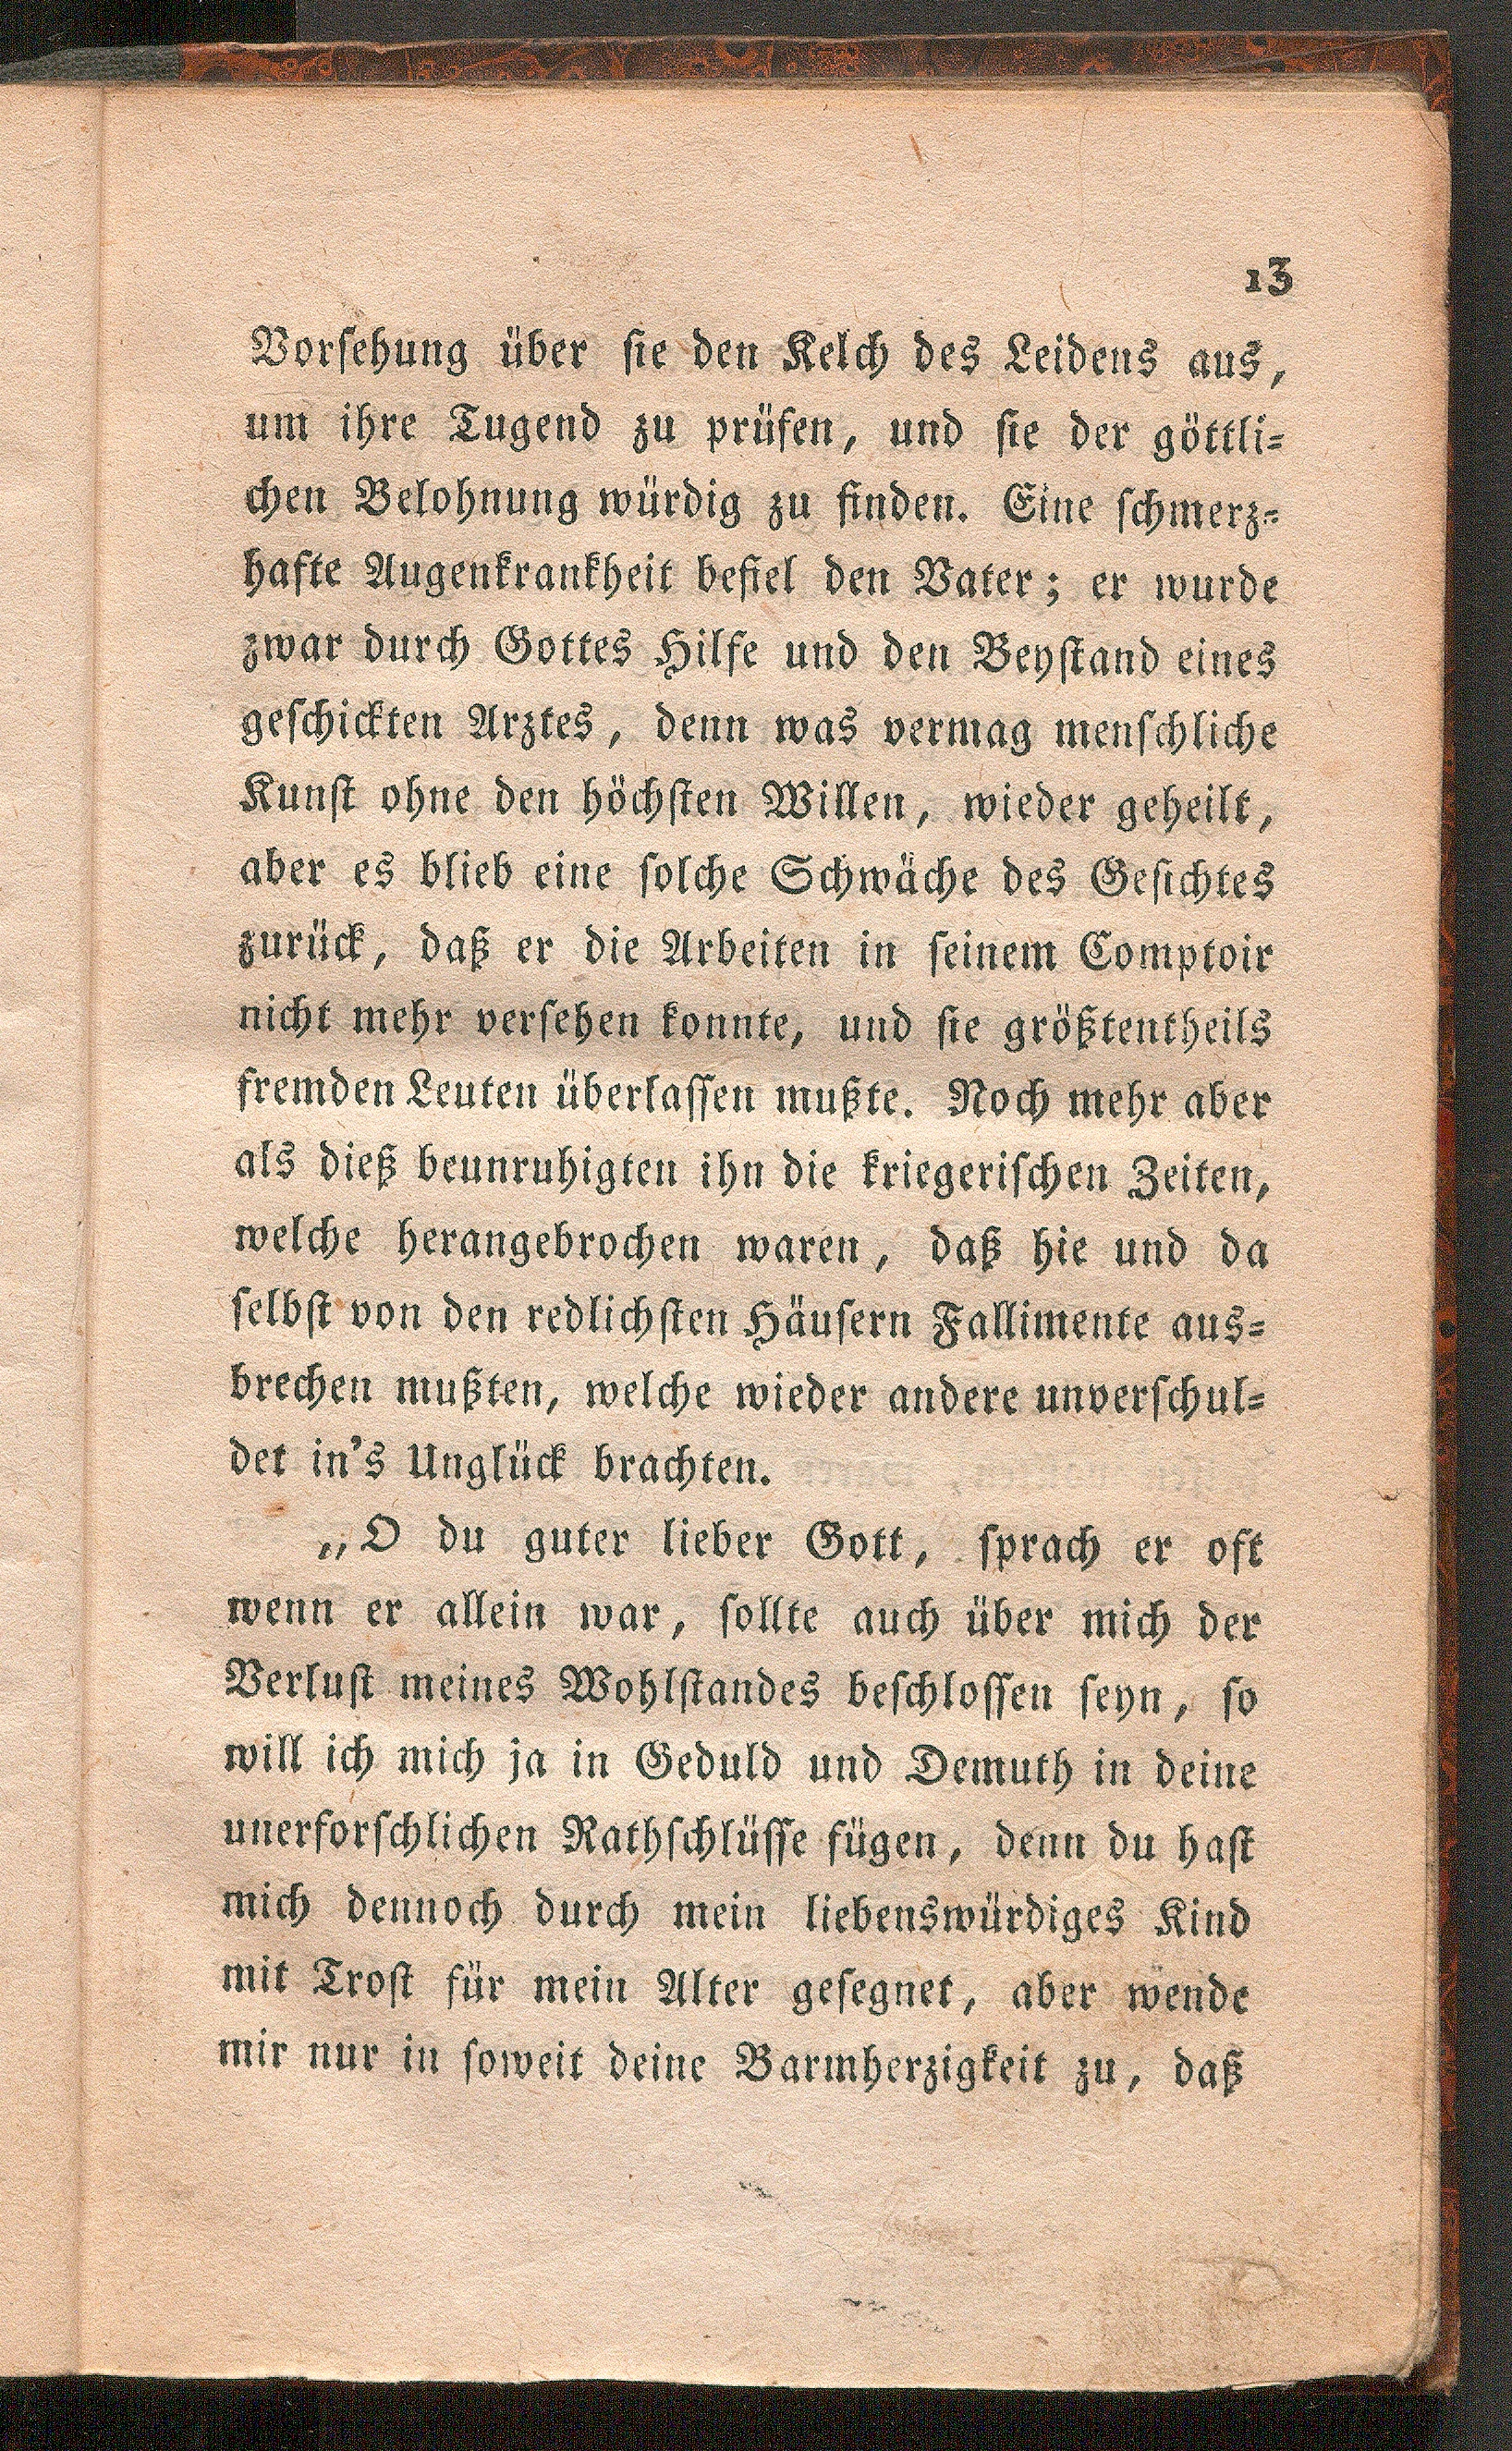 13
Vorsehung über sie den Kelch des Leidens aus,
um ihre Tugend zu prüfen, und sie der göttli-
chen Belohnung würdig zu finden. Eine schmerz-
hafte Augenkrankheit befiel den Vater; er wurde
zwar durch Gottes Hilfe und den Beystand eines
geschickten Arztes, denn was vermag menschliche
Kunst ohne den höchsten Willen, wieder geheilt,
aber es blieb eine solche Schwäche des Gesichtes
zurück, daß er die Arbeiten in seinem Comptoir
nicht mehr versehen konnte, und sie größtentheils
fremden Leuten überlassen mußte. Noch mehr aber
als dieß beunruhigten ihn die kriegerischen Zeiten,
welche herangebrochen waren, daß hie und da
selbst von den redlichsten Häusern Fallimente aus-
brechen mußten, welche wieder andere unverschul-
det in's Unglück brachten.
„O du guter lieber Gott, sprach er oft
wenn er allein war, sollte auch über mich der
Verlust meines Wohlstandes beschlossen seyn, so
will ich mich ja in Geduld und Demuth in deine
unerforschlichen Rathschlüsse fügen, denn du hast
mich dennoch durch mein liebenswürdiges Kind
mit Trost für mein Alter gesegnet, aber wende
mir nur in soweit deine Barmherzigkeit zu, daß